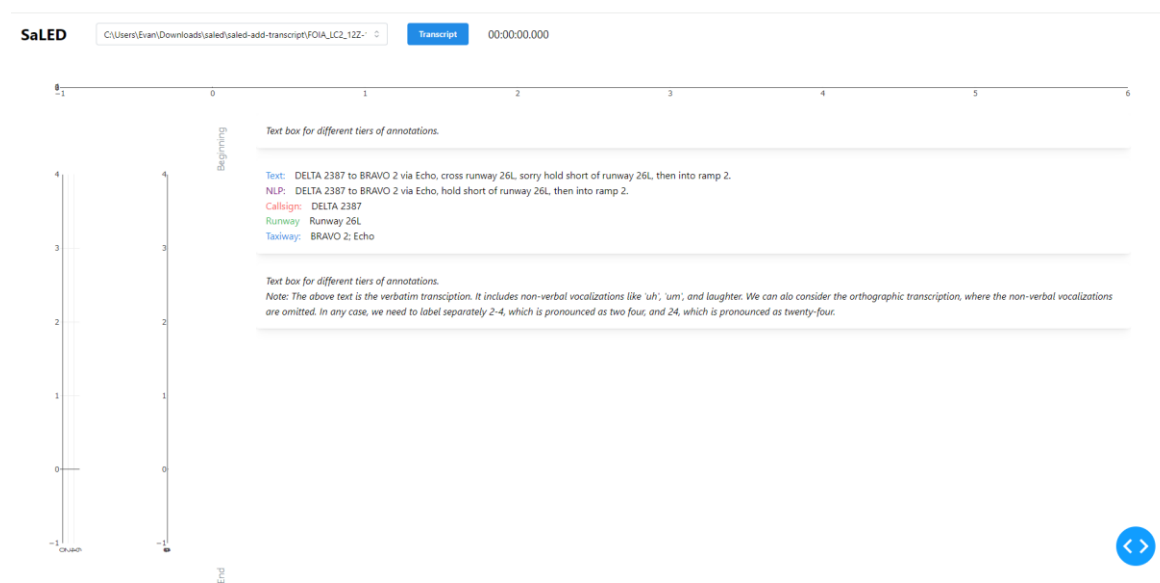 SaLED
C:\Users\Evan\Downloads\saled\saled-add-transcript\FOIA_LC2_12Z-
Transcript
00:00:00.000
−1 0 1 2 3 4 5 6
Beginning
Text box for different tiers of annotations.
Text: DELTA 2387 to BRAVO 2 via Echo, cross runway 26L, sorry hold short of runway 26L, then into ramp 2.
NLP: DELTA 2387 to BRAVO 2 via Echo, hold short of runway 26L, then into ramp 2.
Callsign: DELTA 2387
Runway Runway 26L
Taxiway: BRAVO 2; Echo
Text box for different tiers of annotations.
Note: The above text is the verbatim transciption. It includes non-verbal vocalizations like 'uh', 'um', and laughter. We can alo consider the orthographic transcription, where the non-verbal vocalizations
are omitted. In any case, we need to label separately 2-4, which is pronounced as two four, and 24, which is pronounced as twenty-four.
4 4
3 3
2 2
1 1
0 0
−1 −1
End